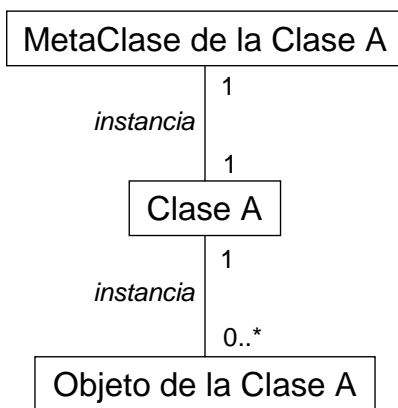 MetaClase de la Clase A
1
instancia
1
Clase A
1
instancia
0..*
Objeto de la Clase A